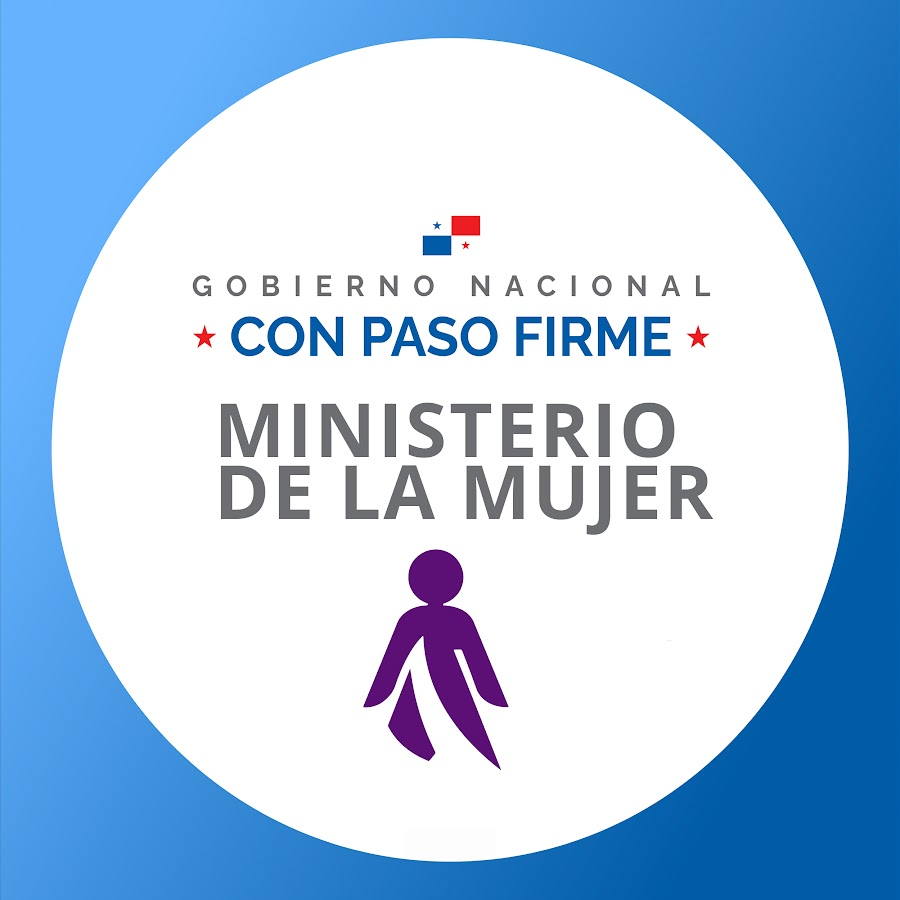 GOBIERNO NACIONAL
CON PASO FIRME
MINISTERIO
DE LA MUJER